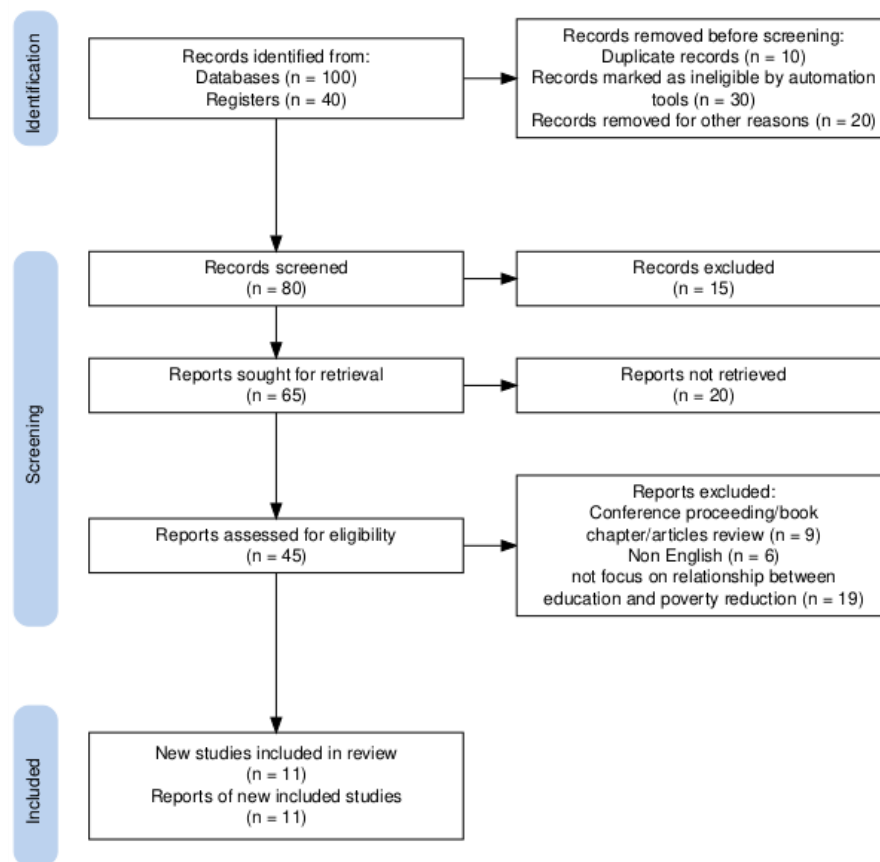 Identification
Records identified from:
Databases (n = 100)
Registers (n = 40)
Records removed before screening:
Duplicate records (n = 10)
Records marked as ineligible by automation
tools (n = 30)
Records removed for other reasons (n = 20)
Screening
Records screened
(n = 80)
Records excluded
(n = 15)
Reports sought for retrieval
(n = 65)
Reports not retrieved
(n = 20)
Reports assessed for eligibility
(n = 45)
Reports excluded:
Conference proceeding/book
chapter/articles review (n = 9)
Non English (n = 6)
not focus on relationship between
education and poverty reduction (n = 19)
Included
New studies included in review
(n = 11)
Reports of new included studies
(n = 11)